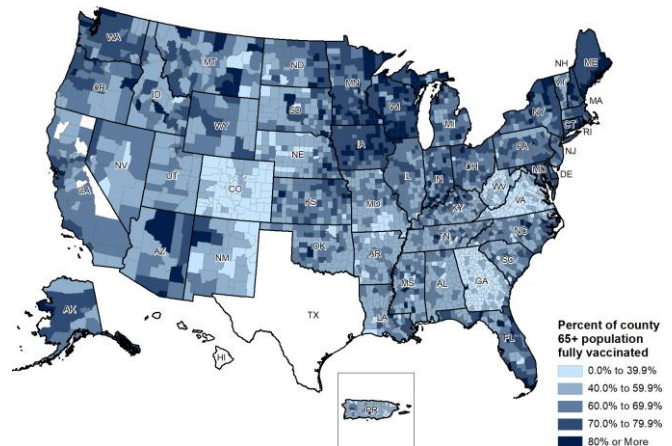 WA
MT
ND
MN
OR
ID
SD
WI
WY
MI
NE
IA
NV
UT
CO
CA
KS
MO
IL
IN
OH
KY
WV
VA
PA
NY
NH
VT
ME
MA
CT
RI
NJ
DE
MD
AZ
NM
OK
AR
TN
NC
SC
MS
AL
GA
LA
TX
FL
AK
HI
PR
Percent of county
65+ population
fully vaccinated
0.0% to 39.9%
40.0% to 59.9%
60.0% to 69.9%
70.0% to 79.9%
80% or More